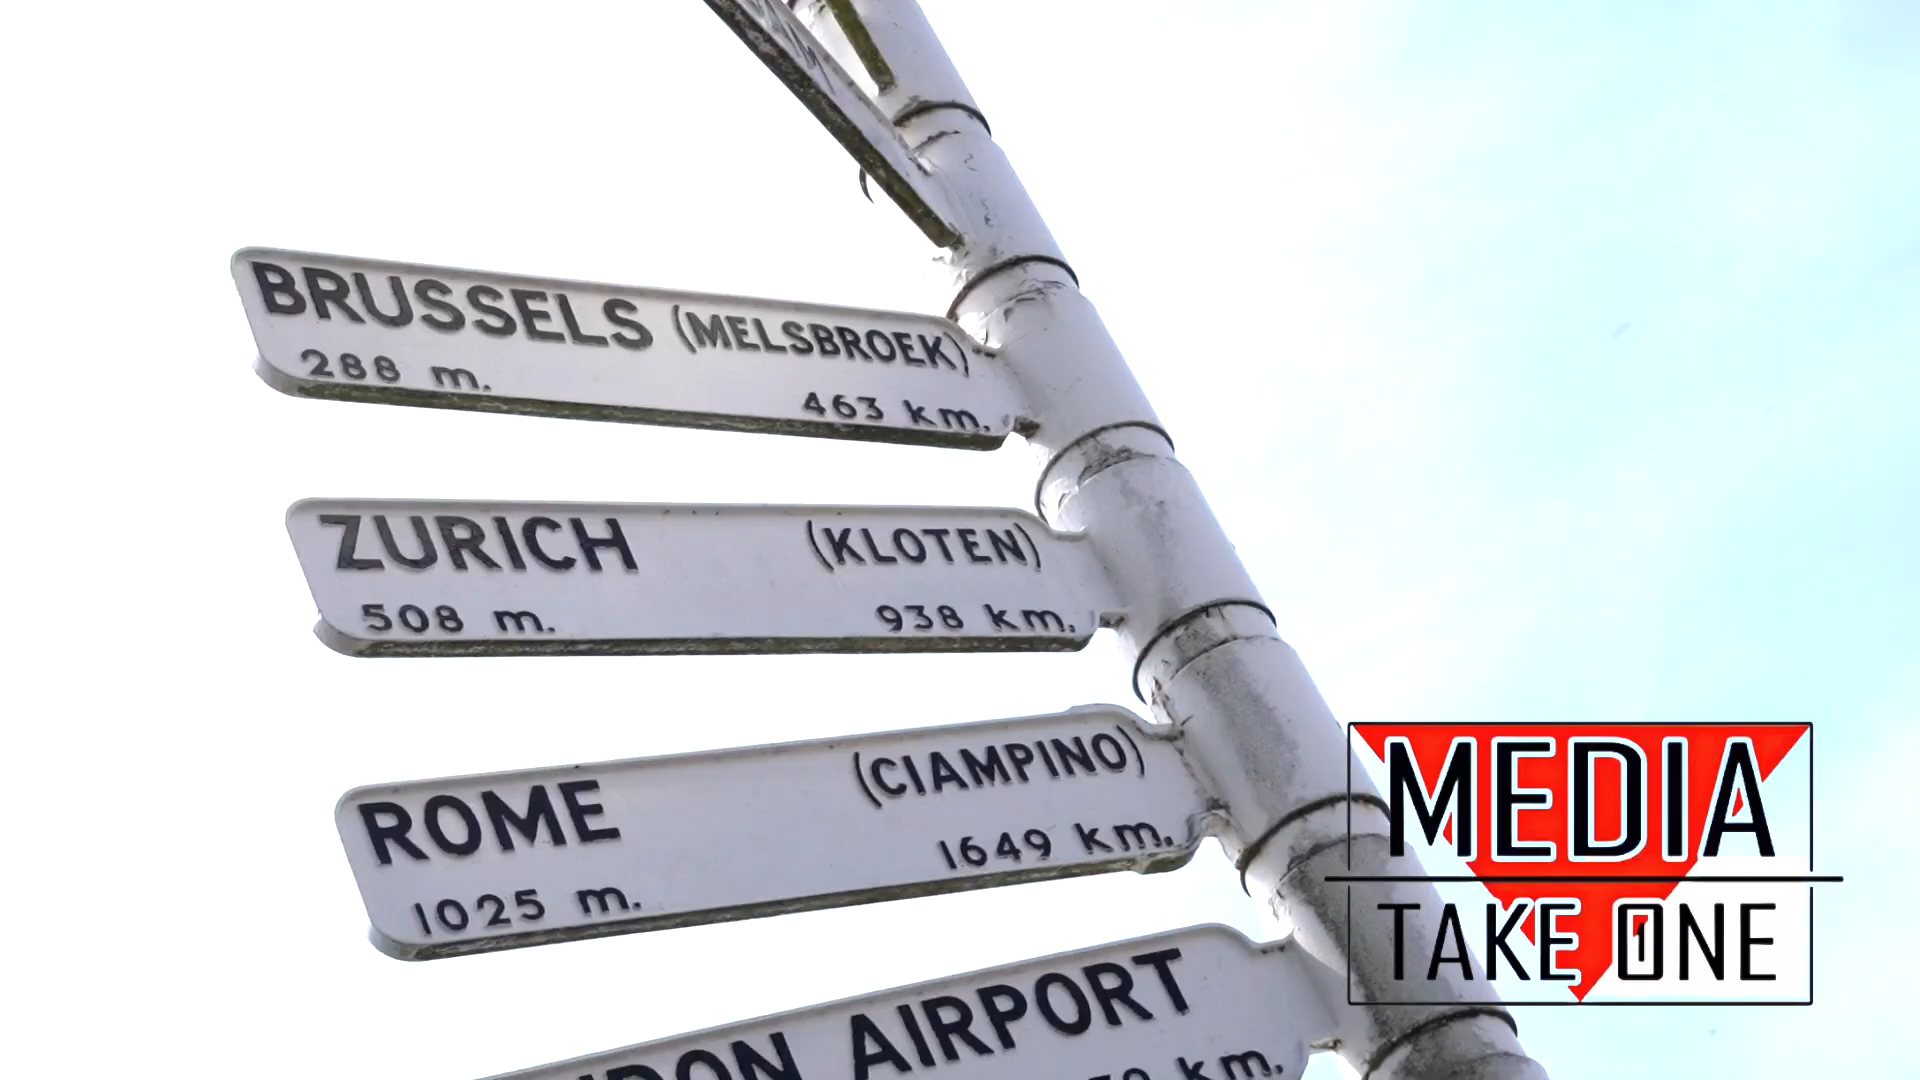 BRUSSELS (MELSBROEK)
288 m. 463 km.
ZURICH (KLOTEN)
508 m. 938 km.
ROME (CIAMPINO)
1025 m. 1649 km.
AIRPORT
km.
MEDIA
TAKE ONE